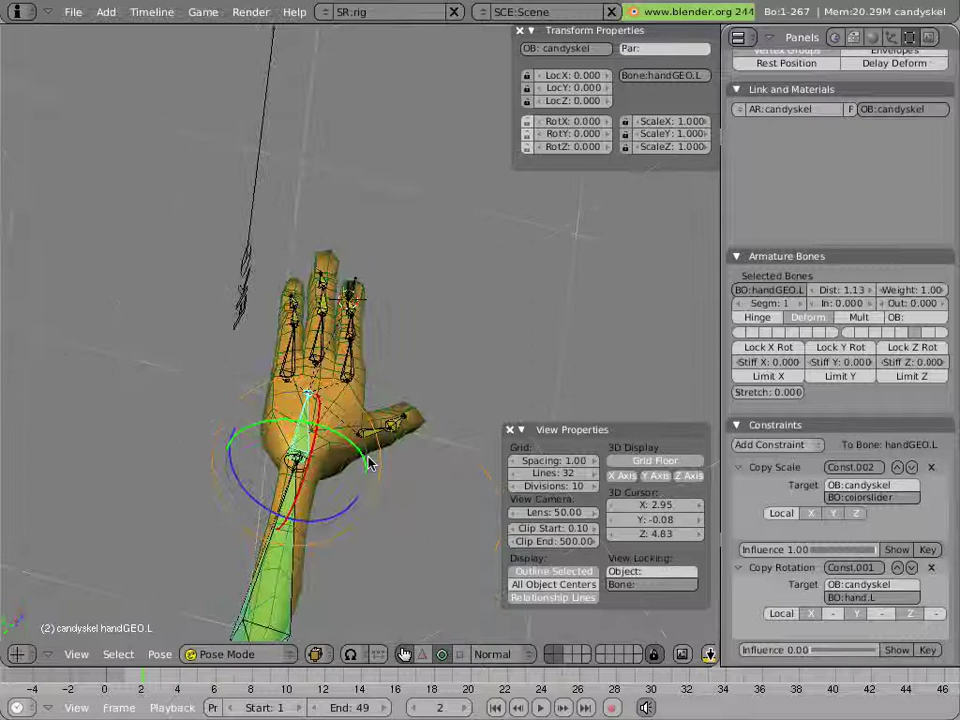 File Add Timeline Game Render Help SR:rig SCE:Scene www.blender.org 244 Bo:1-267 Mem:20.29M candyskel
Transform Properties
OB: candyskel Par:
LocX: 0.000 Bone:handGEO.L
LocY: 0.000
LocZ: 0.000
RotX: 0.000 ScaleX: 1.000
RotY: 0.000 ScaleY: 1.000
RotZ: 0.000 ScaleZ: 1.000
View Properties
Grid: 3D Display
Spacing: 1.00 Grid Floor
Lines: 32 X Axis Y Axis Z Axis
Divisions: 10 3D Cursor:
View Camera: X: 2.95
Lens: 50.00 Y: -0.08
Clip Start: 0.10 Z: 4.83
Clip End: 500.00
Display: View Locking:
Outline Selected Object:
All Object Centers Bone:
Relationship Lines
(2) candyskel handGEO.L
View Select Pose Pose Mode Normal
Panels
Vertex Groups Envelopes
Rest Position Delay Deform
Link and Materials
AR:candyskel F OB:candyskel
Armature Bones
Selected Bones
BO:handGEO.L Dist: 1.13 Weight: 1.00
Segm: 1 In: 0.000 Out: 0.000
Hinge Deform Mult OB:
Lock X Rot Lock Y Rot Lock Z Rot
Stiff X: 0.000 Stiff Y: 0.000 Stiff Z: 0.000
Limit X Limit Y Limit Z
Stretch: 0.000
Constraints
Add Constraint To Bone: handGEO.L
Copy Scale Const.002
Target OB:candyskel
BO:colorslider
Local X Y Z
Influence 1.00 Show Key
Copy Rotation Const.001
Target OB:candyskel
BO:hand.L
Local X - Y - Z -
Influence 0.00 Show Key
-4 -2 0 2 4 6 8 10 12 14 16 18 20 22 24 26 28 30 32 34 36 38 40 42 44 46
View Frame Playback Pr Start: 1 End: 49 2